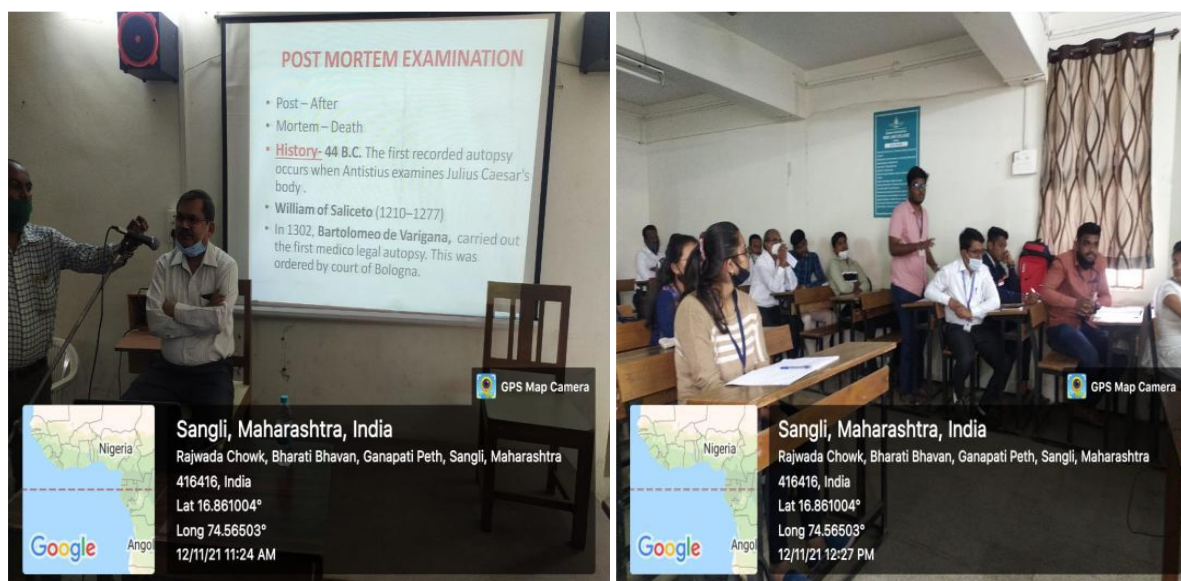 POST MORTEM EXAMINATION
• Post – After
• Mortem – Death
• History- 44 B.C. The first recorded autopsy
occurs when Antistius examines Julius Caesar's
body .
• William of Saliceto (1210–1277)
• In 1302, Bartolomeo de Varigana, carried out
the first medico legal autopsy. This was
ordered by court of Bologna.
GPS Map Camera
Nigeria
Angol
Google
Sangli, Maharashtra, India
Rajwada Chowk, Bharati Bhavan, Ganapati Peth, Sangli, Maharashtra
416416, India
Lat 16.861004°
Long 74.56503°
12/11/21 11:24 AM
GPS Map Camera
Nigeria
Angol
Google
Sangli, Maharashtra, India
Rajwada Chowk, Bharati Bhavan, Ganapati Peth, Sangli, Maharashtra
416416, India
Lat 16.861004°
Long 74.56503°
12/11/21 12:27 PM